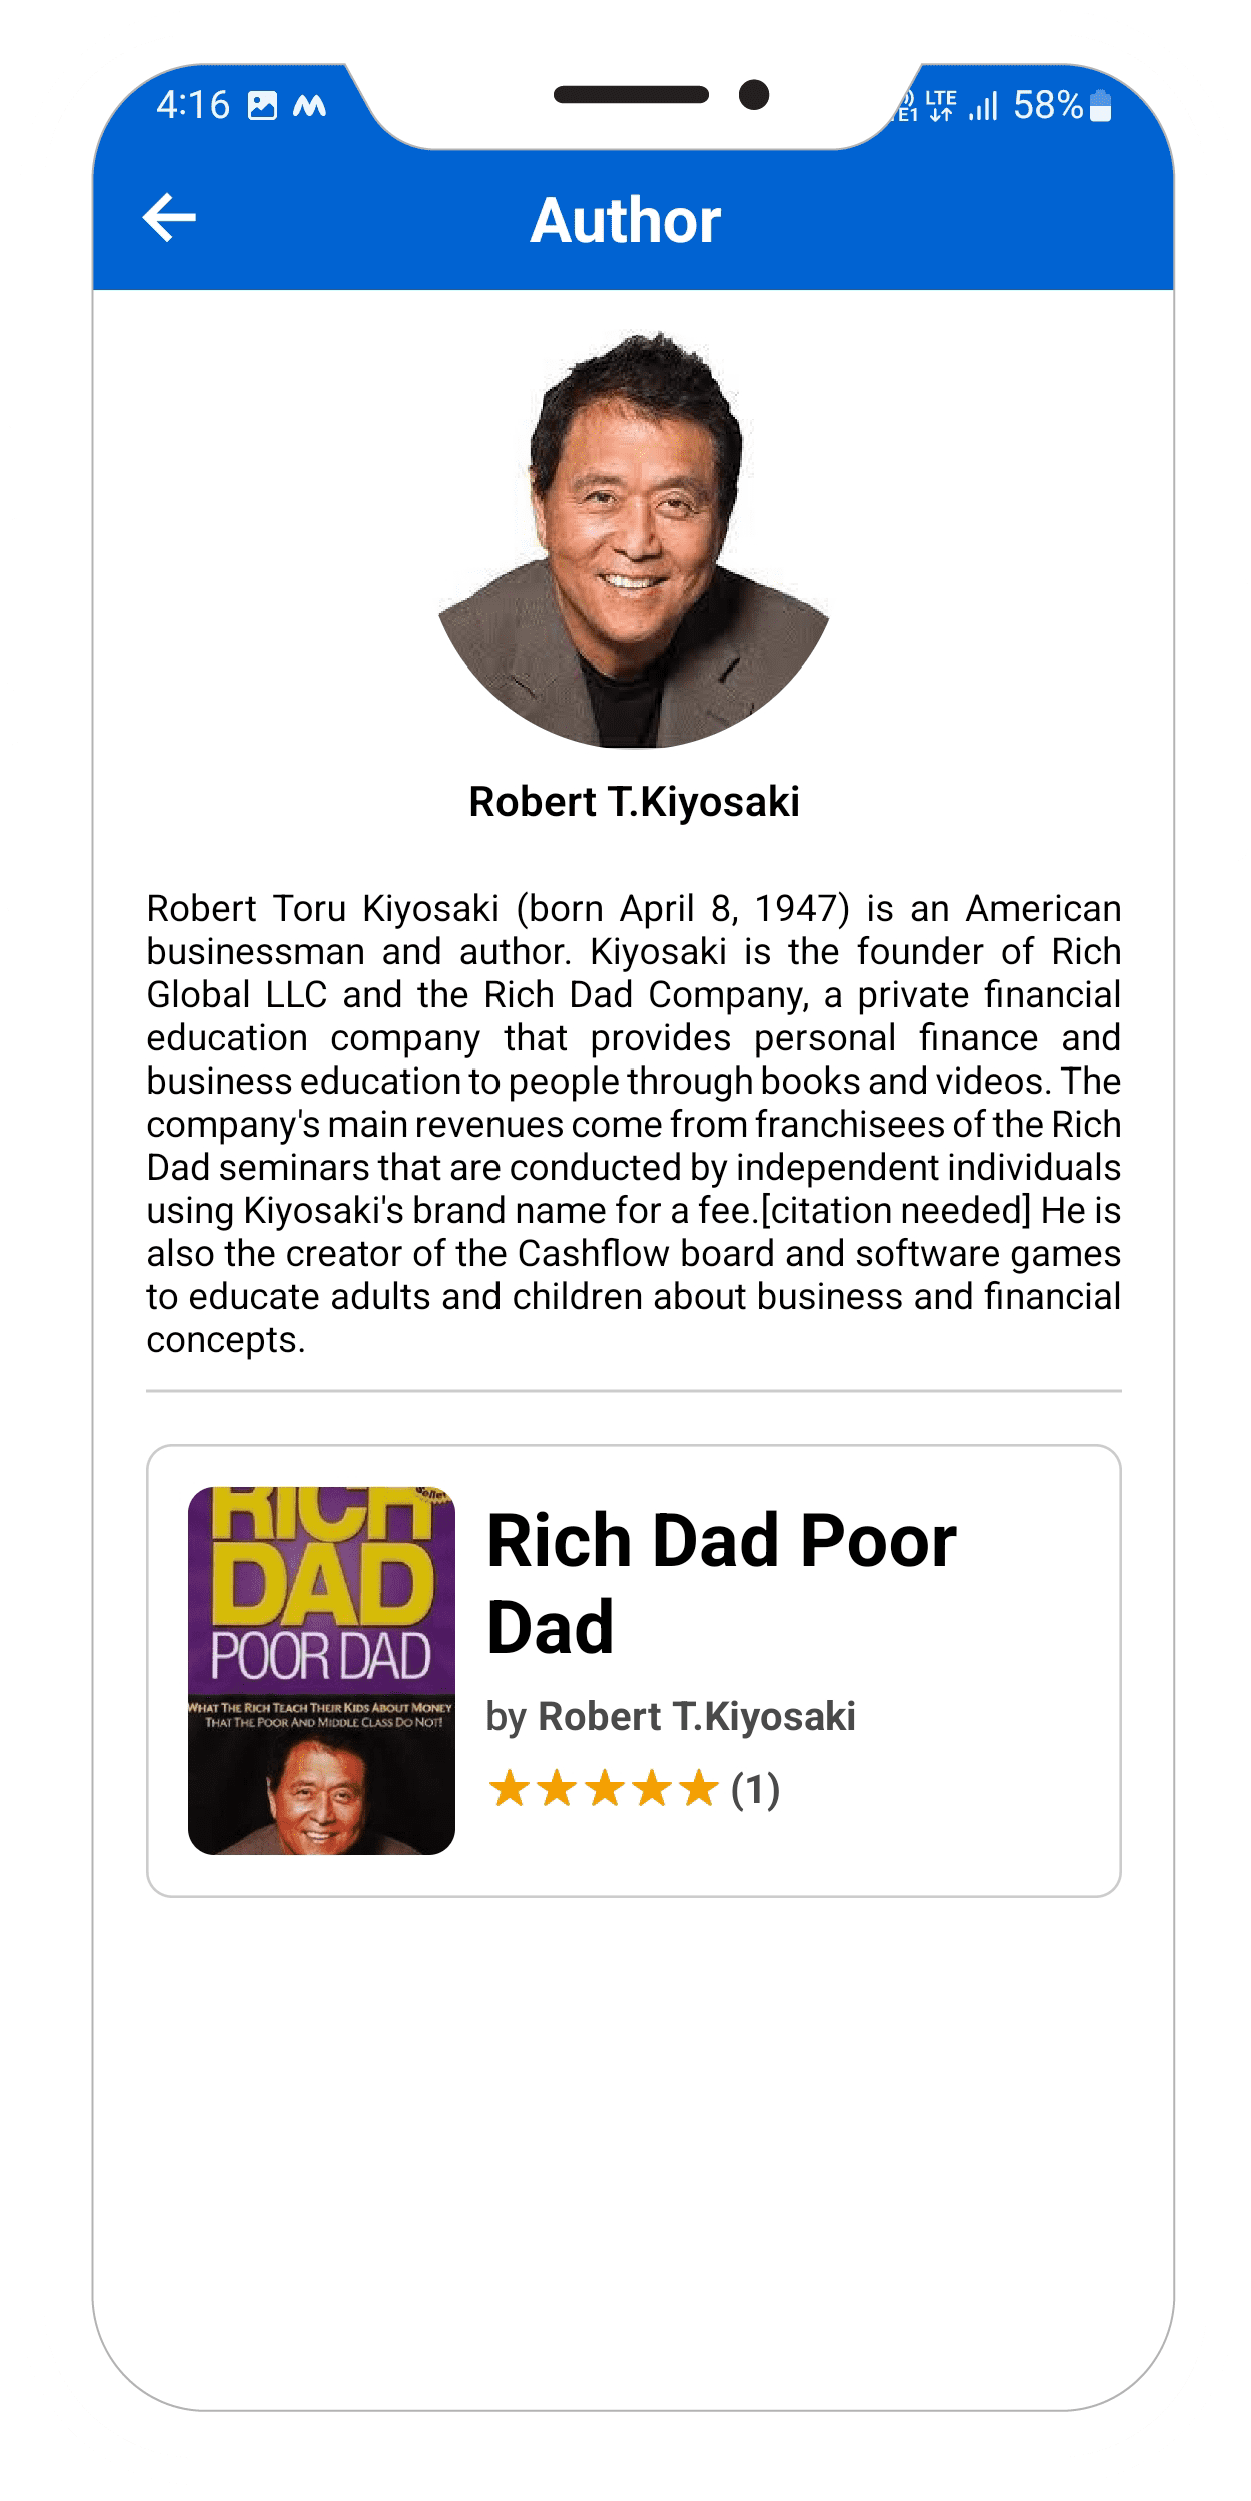 4:16
LTE
58%
Author
Robert T.Kiyosaki
Robert Toru Kiyosaki (born April 8, 1947) is an American
businessman and author. Kiyosaki is the founder of Rich
Global LLC and the Rich Dad Company, a private financial
education company that provides personal finance and
business education to people through books and videos. The
company's main revenues come from franchisees of the Rich
Dad seminars that are conducted by independent individuals
using Kiyosaki's brand name for a fee.[citation needed] He is
also the creator of the Cashflow board and software games
to educate adults and children about business and financial
concepts.
RICH
DAD
POOR DAD
WHAT THE RICH TEACH THEIR KIDS ABOUT MONEY
THAT THE POOR AND MIDDLE CLASS DO NOT!
Rich Dad Poor
Dad
by Robert T.Kiyosaki
(1)